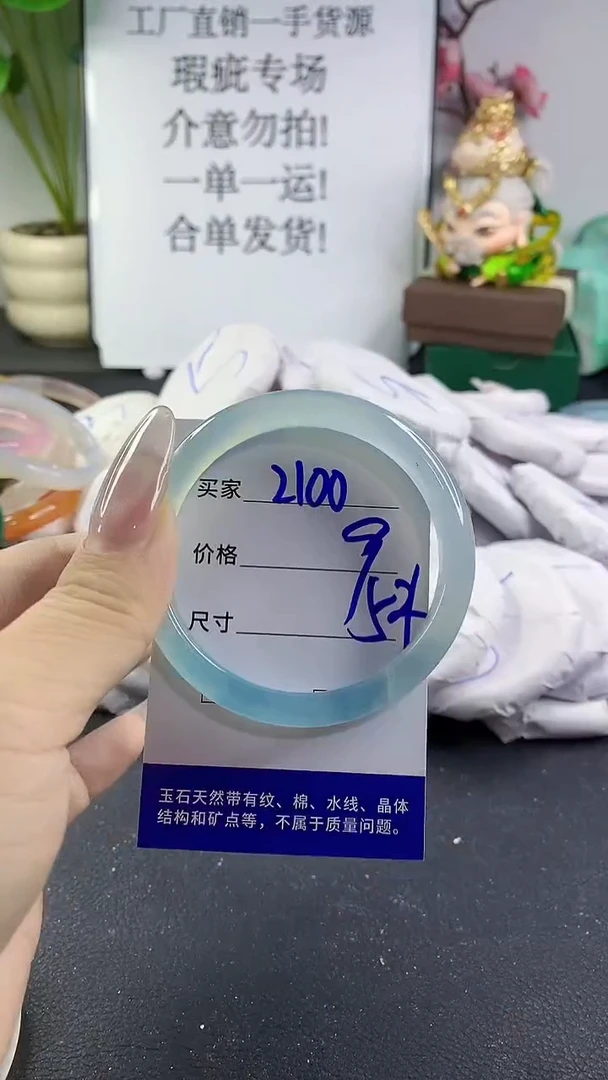 工厂直销一手货源
瑕疵专场
介意勿拍!
一单一运!
合单发货!
买家 2100
价格
尺寸 54
玉石天然带有纹、棉、水线、晶体
结构和矿点等，不属于质量问题。